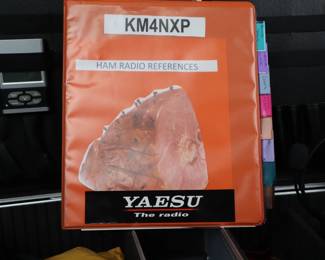 KM4NXP
HAM RADIO REFERENCES
YAESU
The radio